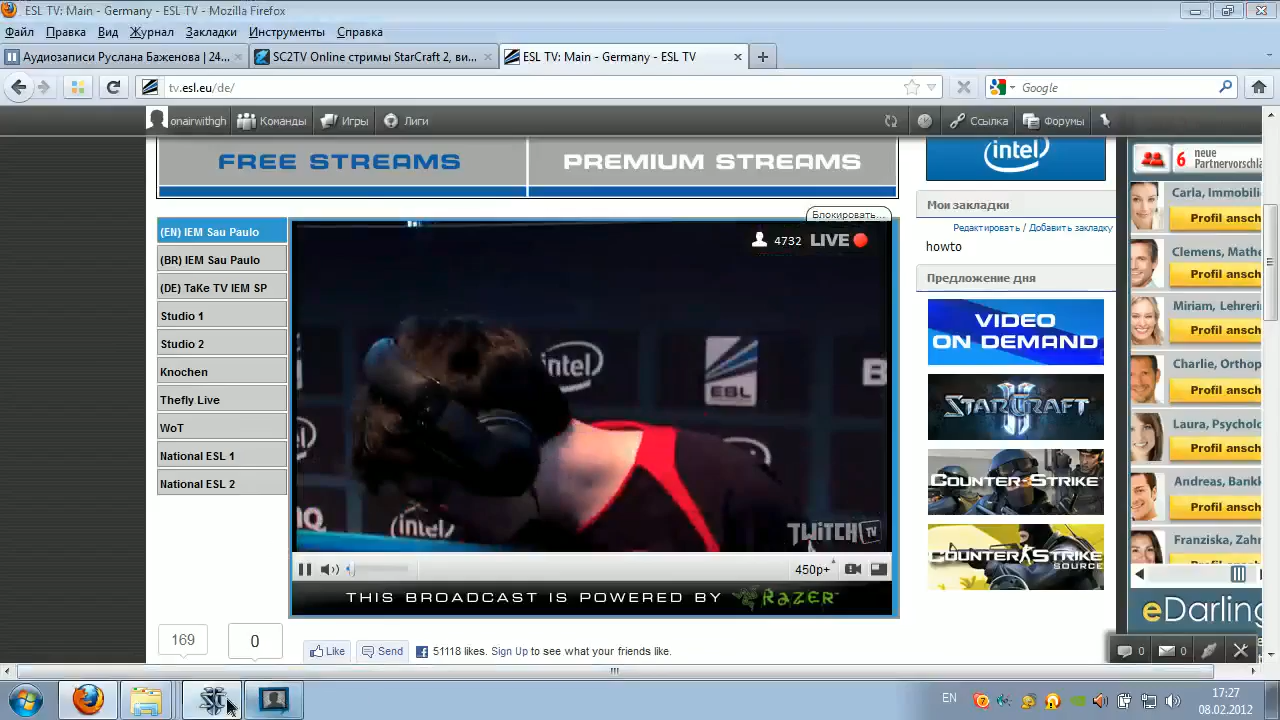 ESL TV: Main - Germany - ESL TV - Mozilla Firefox
Файл Правка Вид Журнал Закладки Инструменты Справка
Аудиозаписи Руслана Баженова | 24...
SC2TV Online стримы StarCraft 2, ви...
ESL TV: Main - Germany - ESL TV
tv.esl.eu/de/
Google
onairwithgh Команды Игры Лиги Ссылка Форумы
FREE STREAMS PREMIUM STREAMS
intel
6 neue
Partnervorschlä
Carla, Immobili
Profil ansch
Clemens, Mathe
Profil ansch
Miriam, Lehreri
Profil ansch
Charlie, Orthop
Profil ansch
Laura, Psycholo
Profil ansch
Andreas, Bankk
Profil ansch
Franziska, Zahn
eDarling
Мои закладки
Редактировать / Добавить закладку
howto
Предложение дня
VIDEO
ON DEMAND
STARCRAFT
II
COUNTER-STRIKE
COUNTER-STRIKE
SOURCE
(EN) IEM Sau Paulo
(BR) IEM Sau Paulo
(DE) TaKe TV IEM SP
Studio 1
Studio 2
Knochen
Thefly Live
WoT
National ESL 1
National ESL 2
Блокировать...
4732 LIVE
intel
ESL
intel
TWITCH TV
450p+
THIS BROADCAST IS POWERED BY RAZER
169
0
Like Send 51118 likes. Sign Up to see what your friends like.
0 0
EN
17:27
08.02.2012